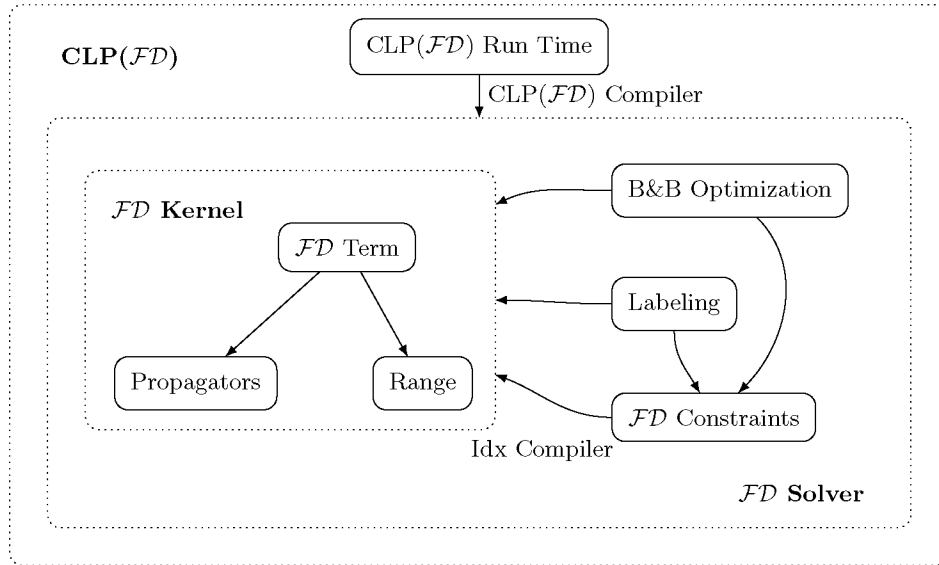 CLP(𝓕𝓓) Run Time
CLP(𝓕𝓓)
CLP(𝓕𝓓) Compiler
B&B Optimization
𝓕𝓓 Kernel
𝓕𝓓 Term
Labeling
Propagators
Range
𝓕𝓓 Constraints
Idx Compiler
𝓕𝓓 Solver